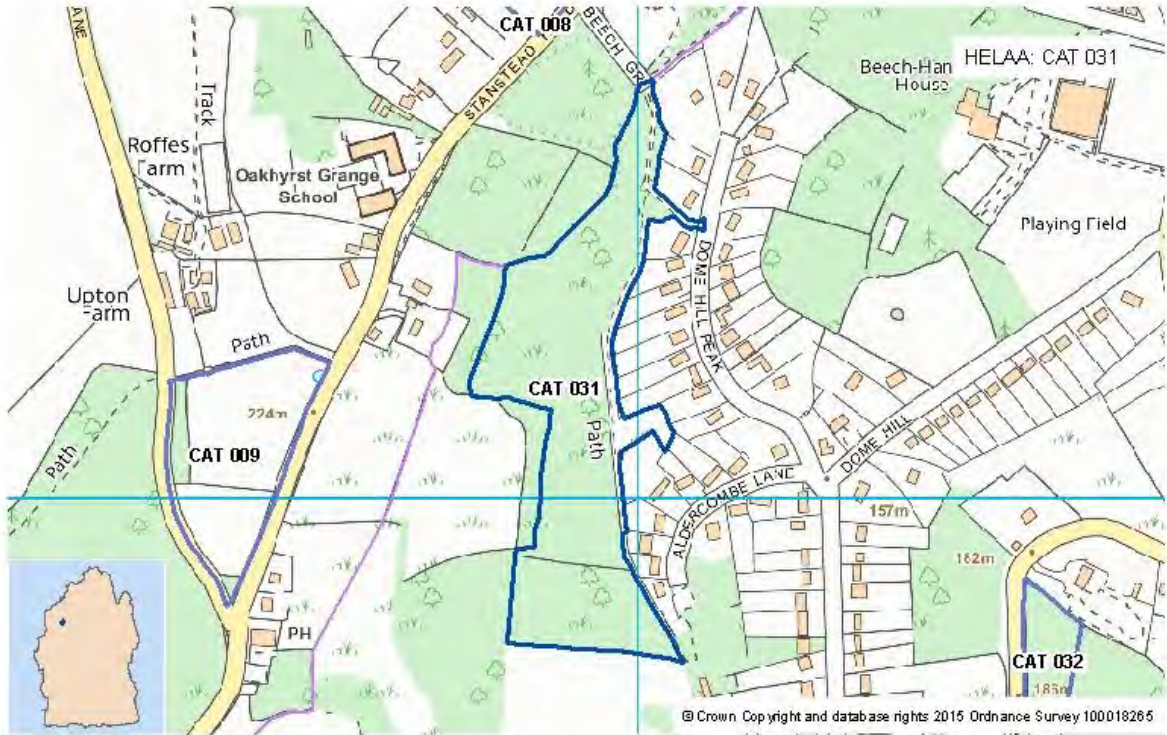 CAT 008
HELAA: CAT 031
ANE
STANSTEAD
BEECH GR
Beech-Han
House
Track
Roffes
Farm
Oakhyrst Grange
School
Playing Field
DOME HILL PEAK
Upton
Farm
Path
CAT 031
224m
Path
DOME HILL
CAT 009
Path
ALDERCOMBE LANE
157m
182m
PH
CAT 032
© Crown Copyright and database rights 2015 Ordnance Survey 100018265